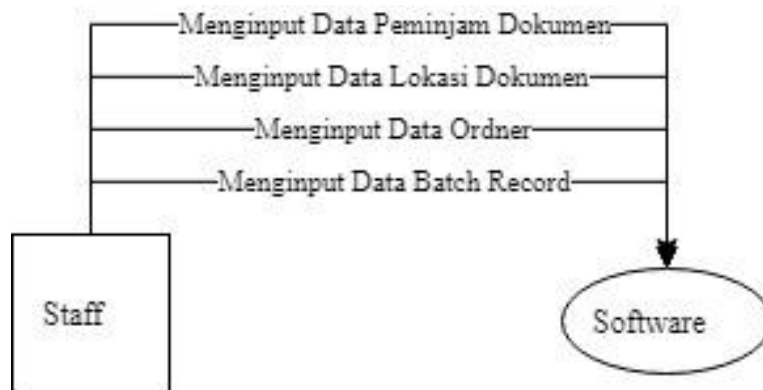 Menginput Data Peminjam Dokumen
Menginput Data Lokasi Dokumen
Menginput Data Ordner
Menginput Data Batch Record
Staff
Software